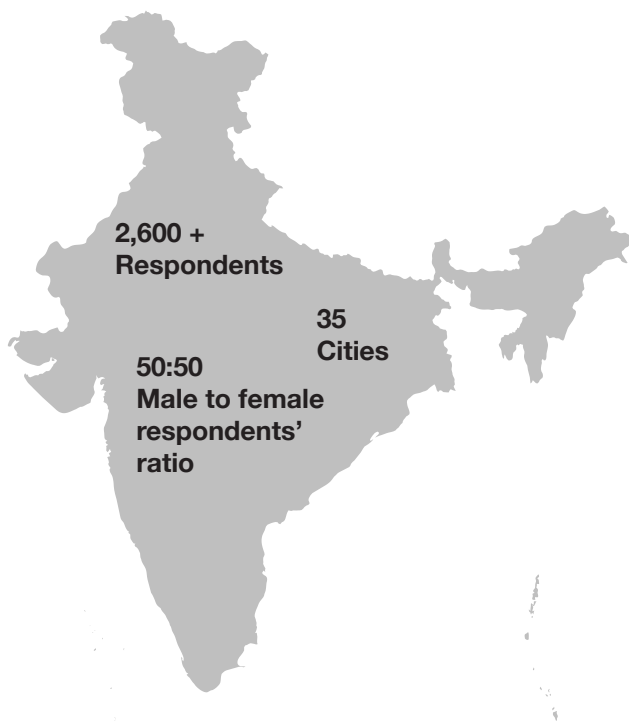 2,600 +
Respondents
35
Cities
50:50
Male to female
respondents’
ratio